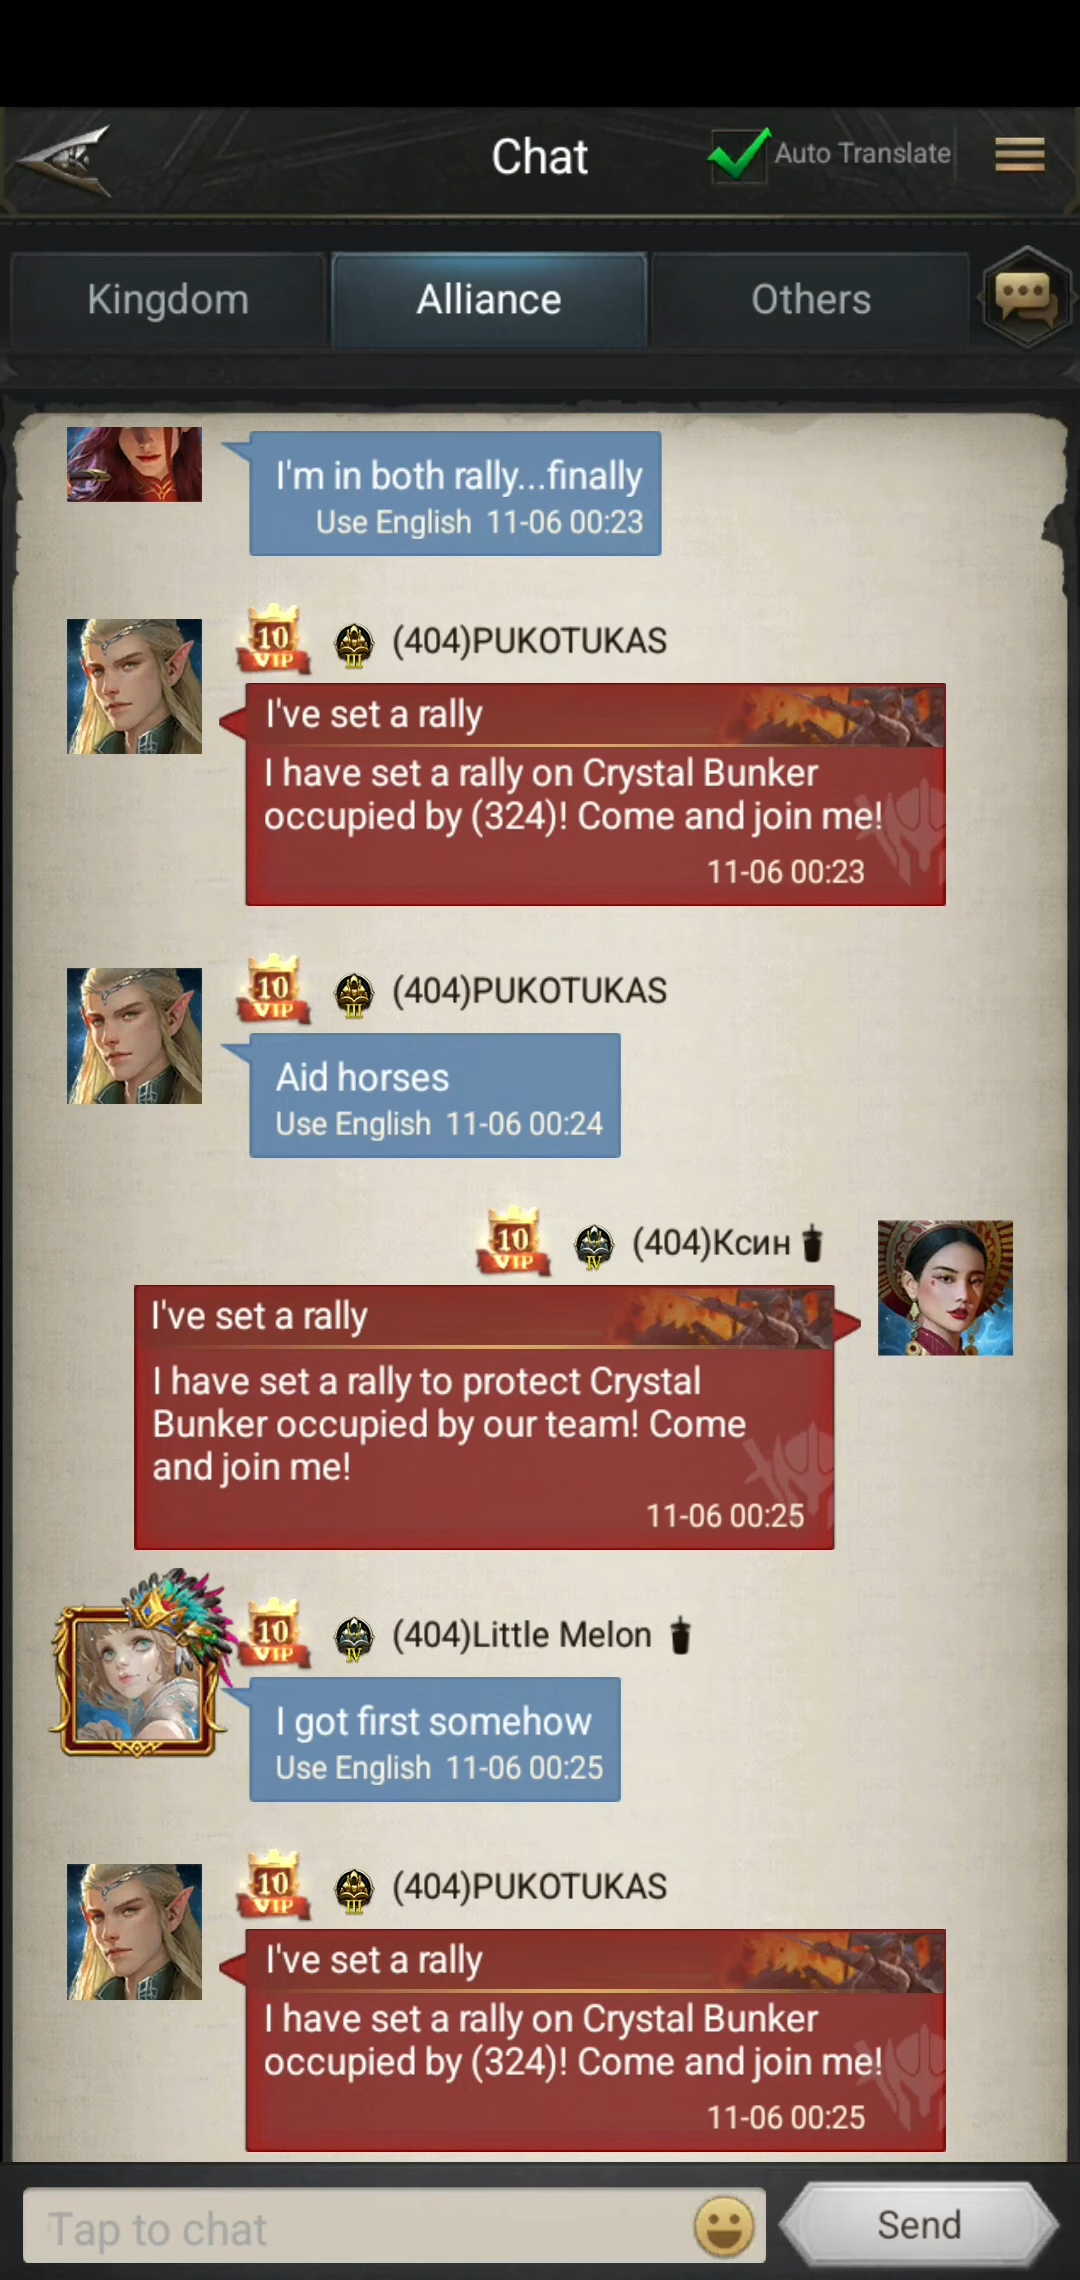 Chat
Auto Translate
Kingdom
Alliance
Others
I'm in both rally...finally
Use English 11-06 00:23
10
VIP
III
(404)PUKOTUKAS
I've set a rally
I have set a rally on Crystal Bunker
occupied by (324)! Come and join me!
11-06 00:23
10
VIP
III
(404)PUKOTUKAS
Aid horses
Use English 11-06 00:24
10
VIP
IV
(404)Ксин
I've set a rally
I have set a rally to protect Crystal
Bunker occupied by our team! Come
and join me!
11-06 00:25
10
VIP
IV
(404)Little Melon
I got first somehow
Use English 11-06 00:25
10
VIP
III
(404)PUKOTUKAS
I've set a rally
I have set a rally on Crystal Bunker
occupied by (324)! Come and join me!
11-06 00:25
Tap to chat
Send